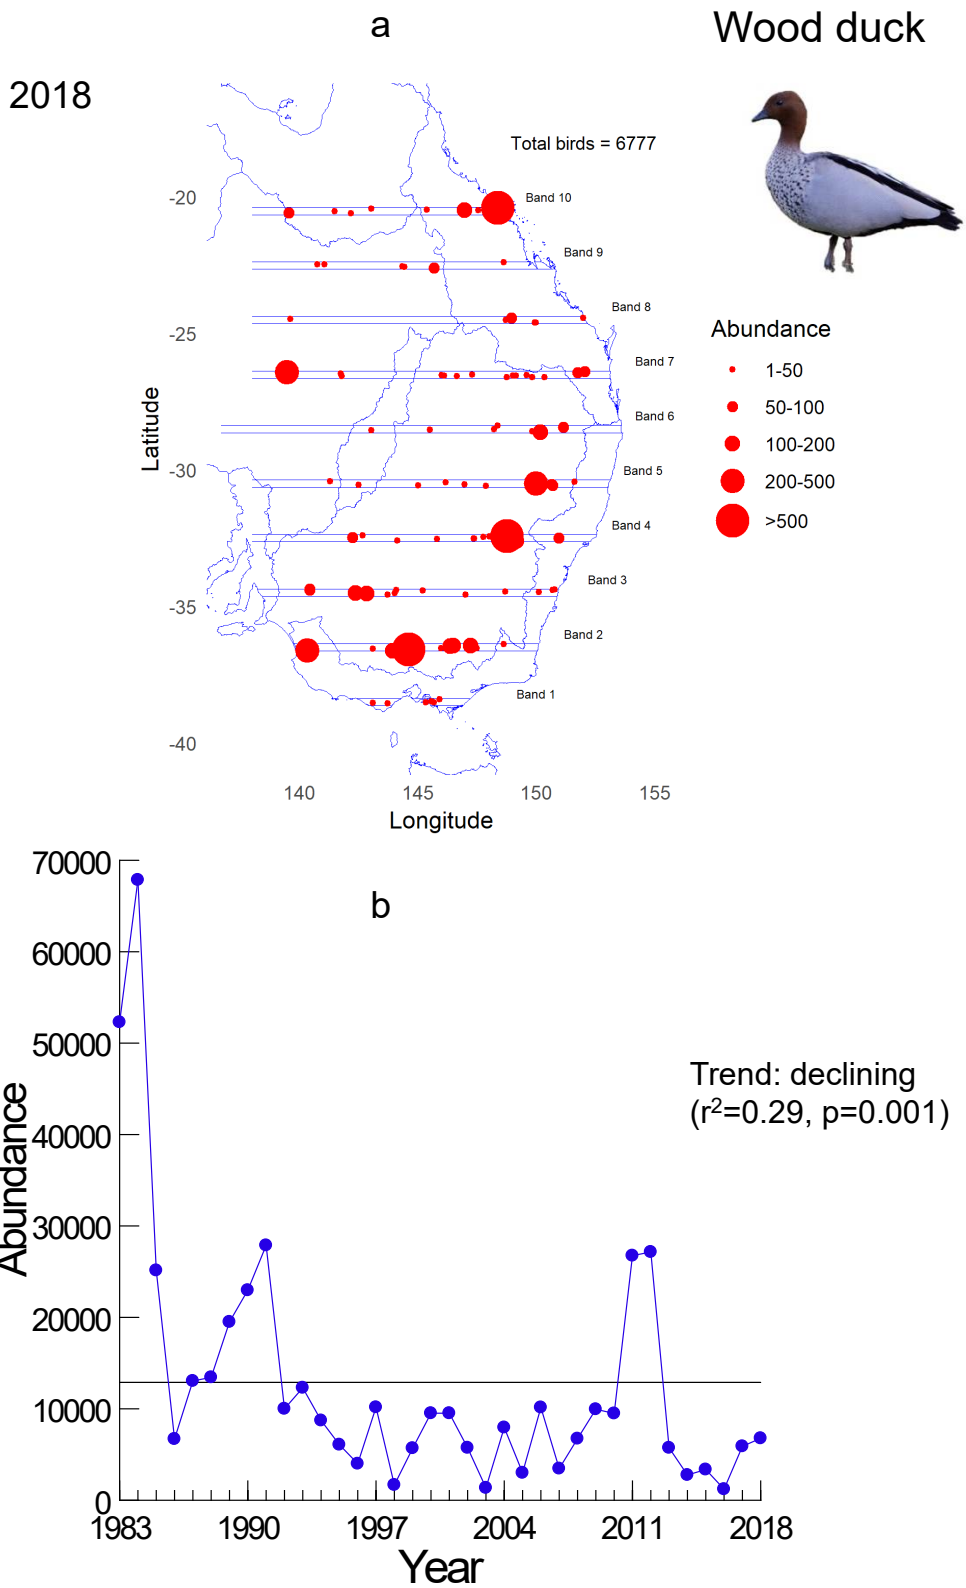 a
Wood duck
2018
Total birds = 6777
-20
Band 10
Band 9
Band 8
-25
Abundance
Band 7
1-50
50-100
Band 6
100-200
Latitude
-30
Band 5
200-500
Band 4
>500
Band 3
-35
Band 2
Band 1
-40
140 145 150 155
Longitude
70000
b
60000
50000
Trend: declining
(r²=0.29, p=0.001)
40000
Abundance
30000
20000
10000
0
1983 1990 1997 2004 2011 2018
Year